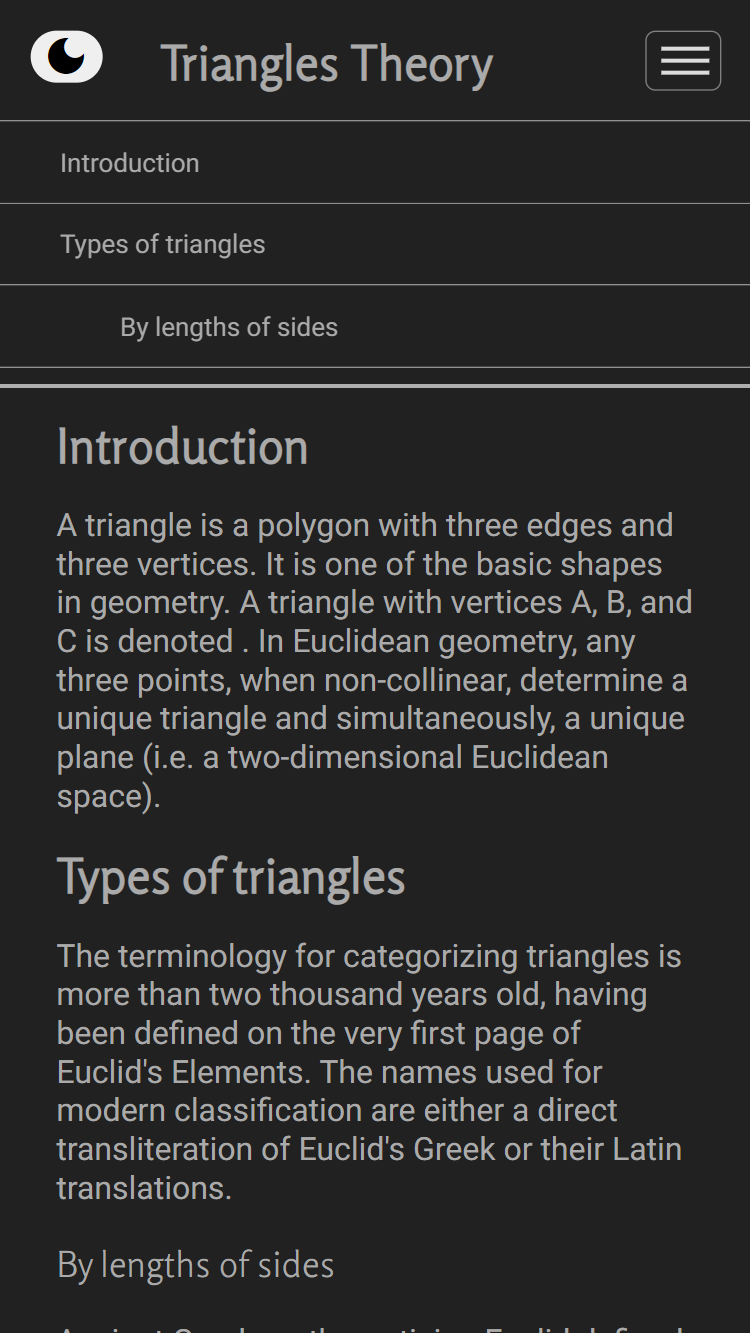 Triangles Theory
Introduction
Types of triangles
By lengths of sides
Introduction
A triangle is a polygon with three edges and
three vertices. It is one of the basic shapes
in geometry. A triangle with vertices A, B, and
C is denoted . In Euclidean geometry, any
three points, when non-collinear, determine a
unique triangle and simultaneously, a unique
plane (i.e. a two-dimensional Euclidean
space).
Types of triangles
The terminology for categorizing triangles is
more than two thousand years old, having
been defined on the very first page of
Euclid's Elements. The names used for
modern classification are either a direct
transliteration of Euclid's Greek or their Latin
translations.
By lengths of sides